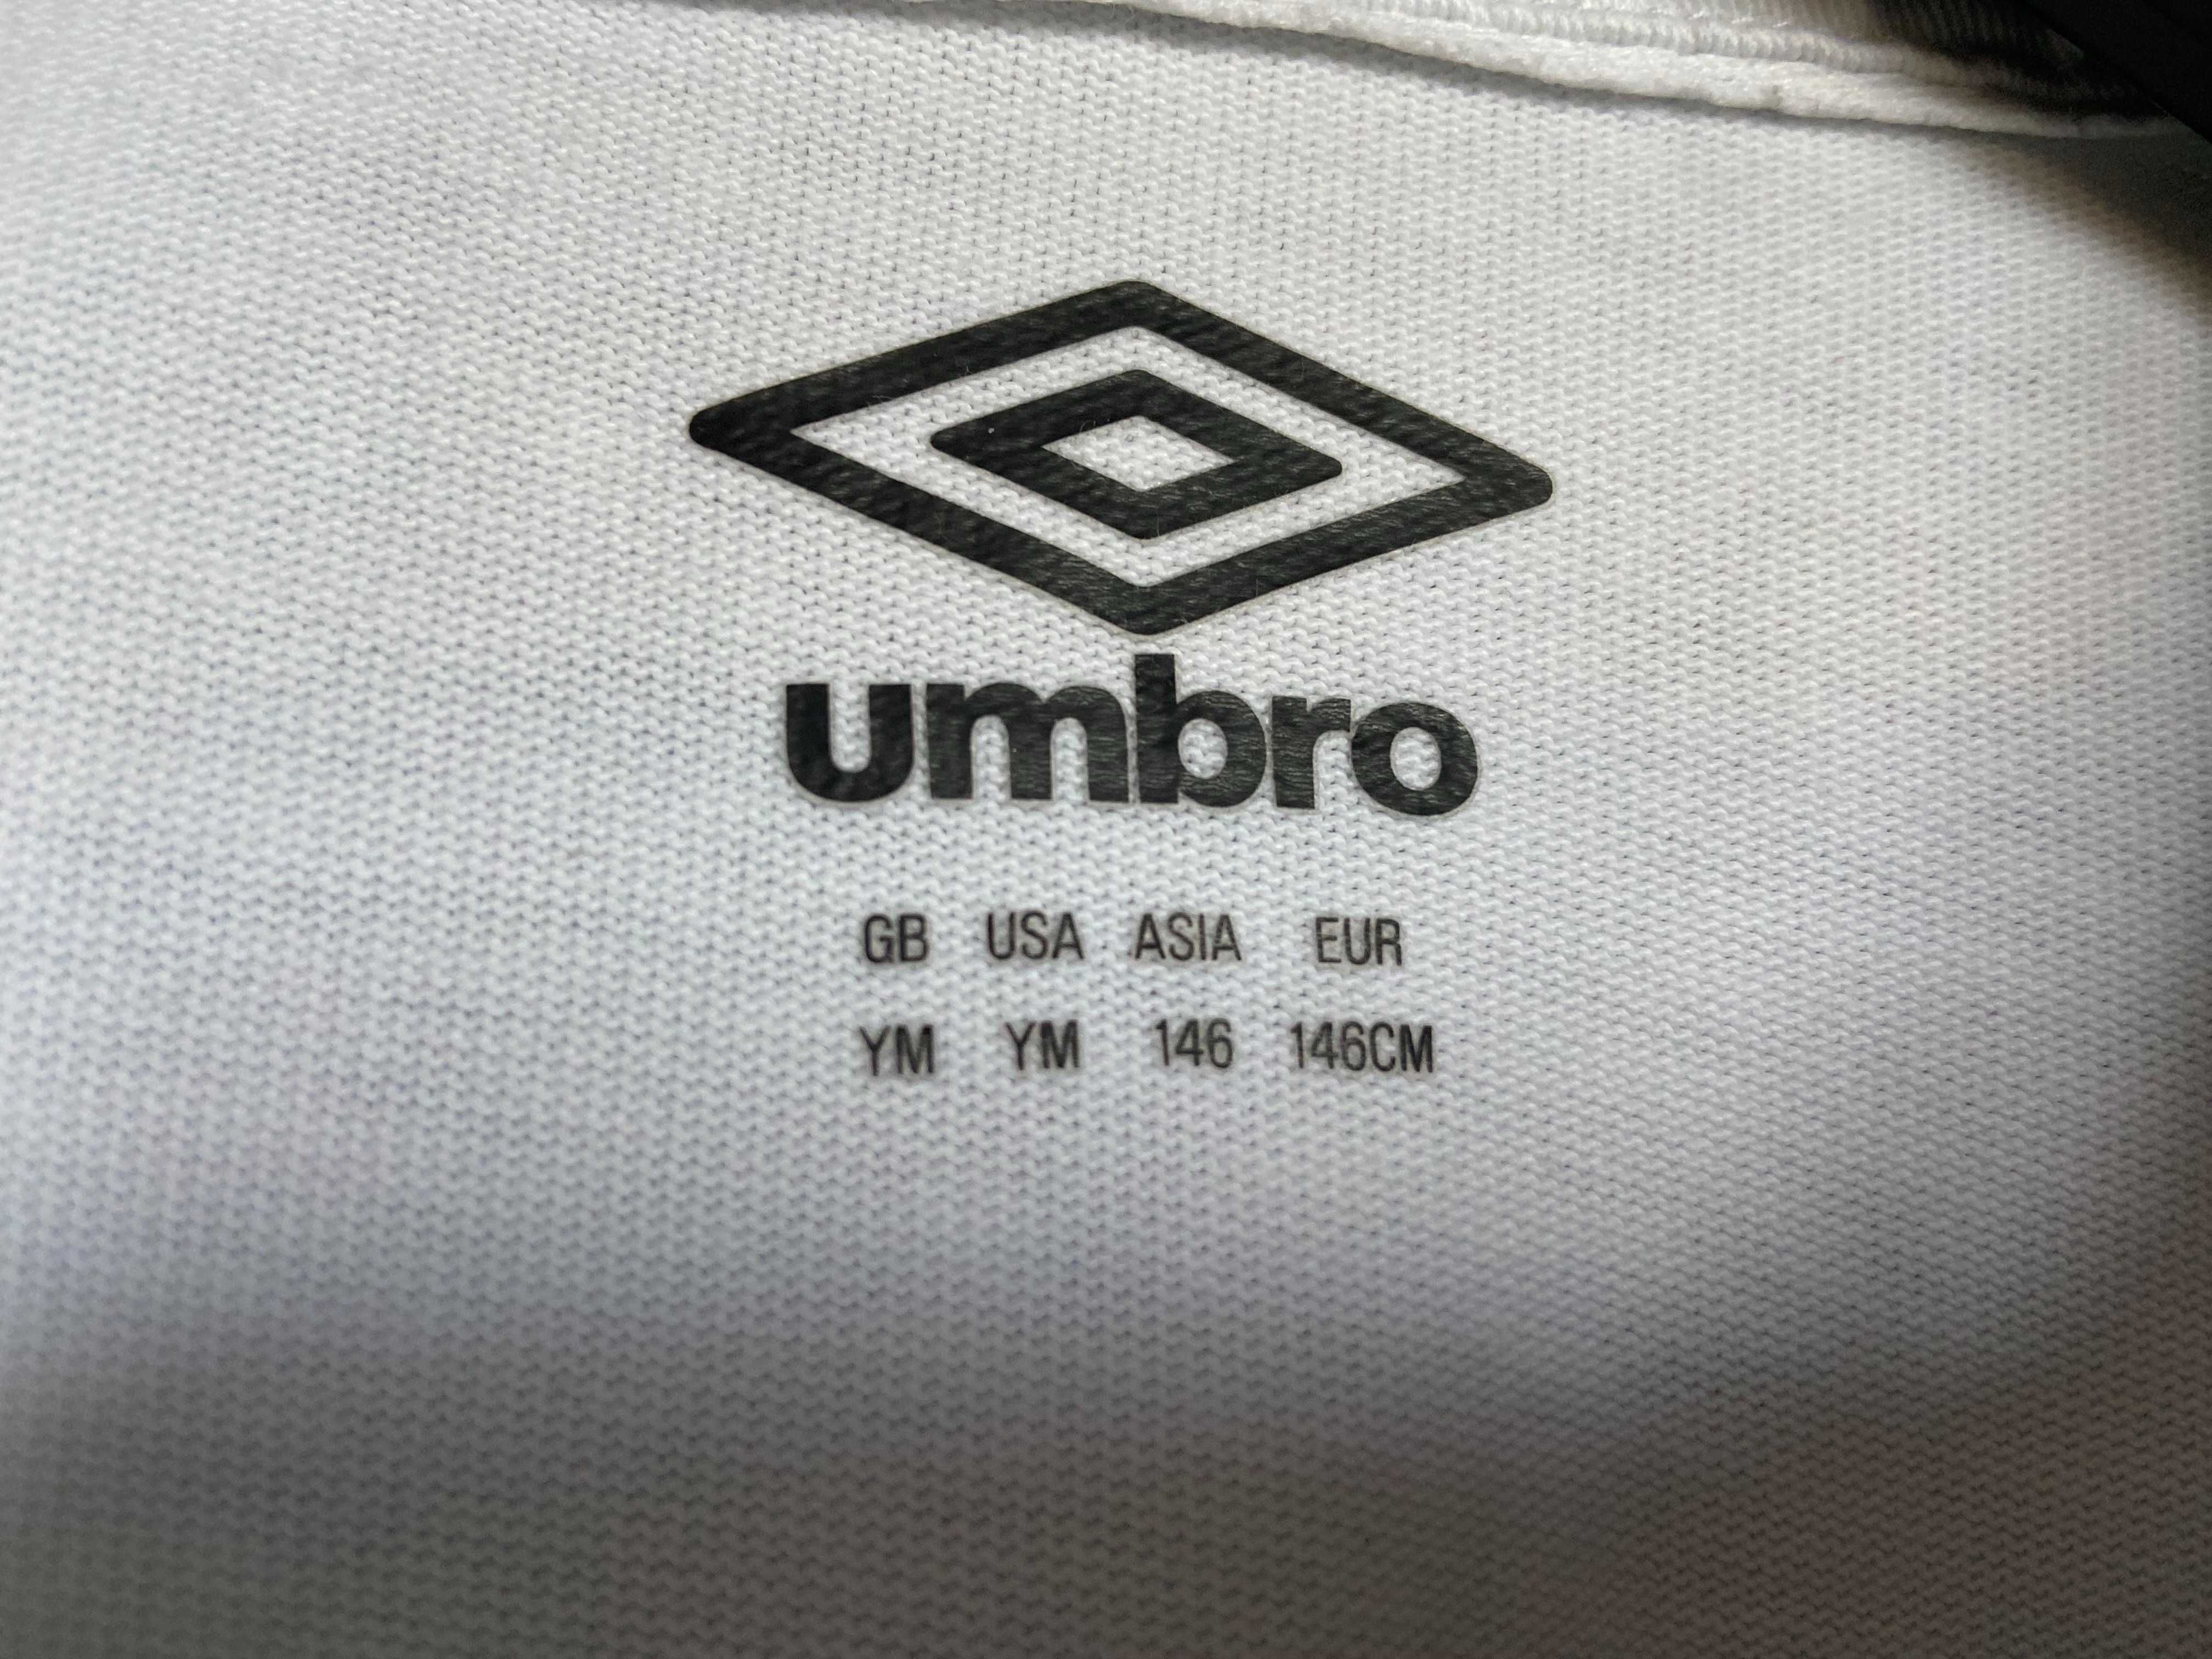 umbro
GB USA ASIA EUR
YM YM 146 146CM